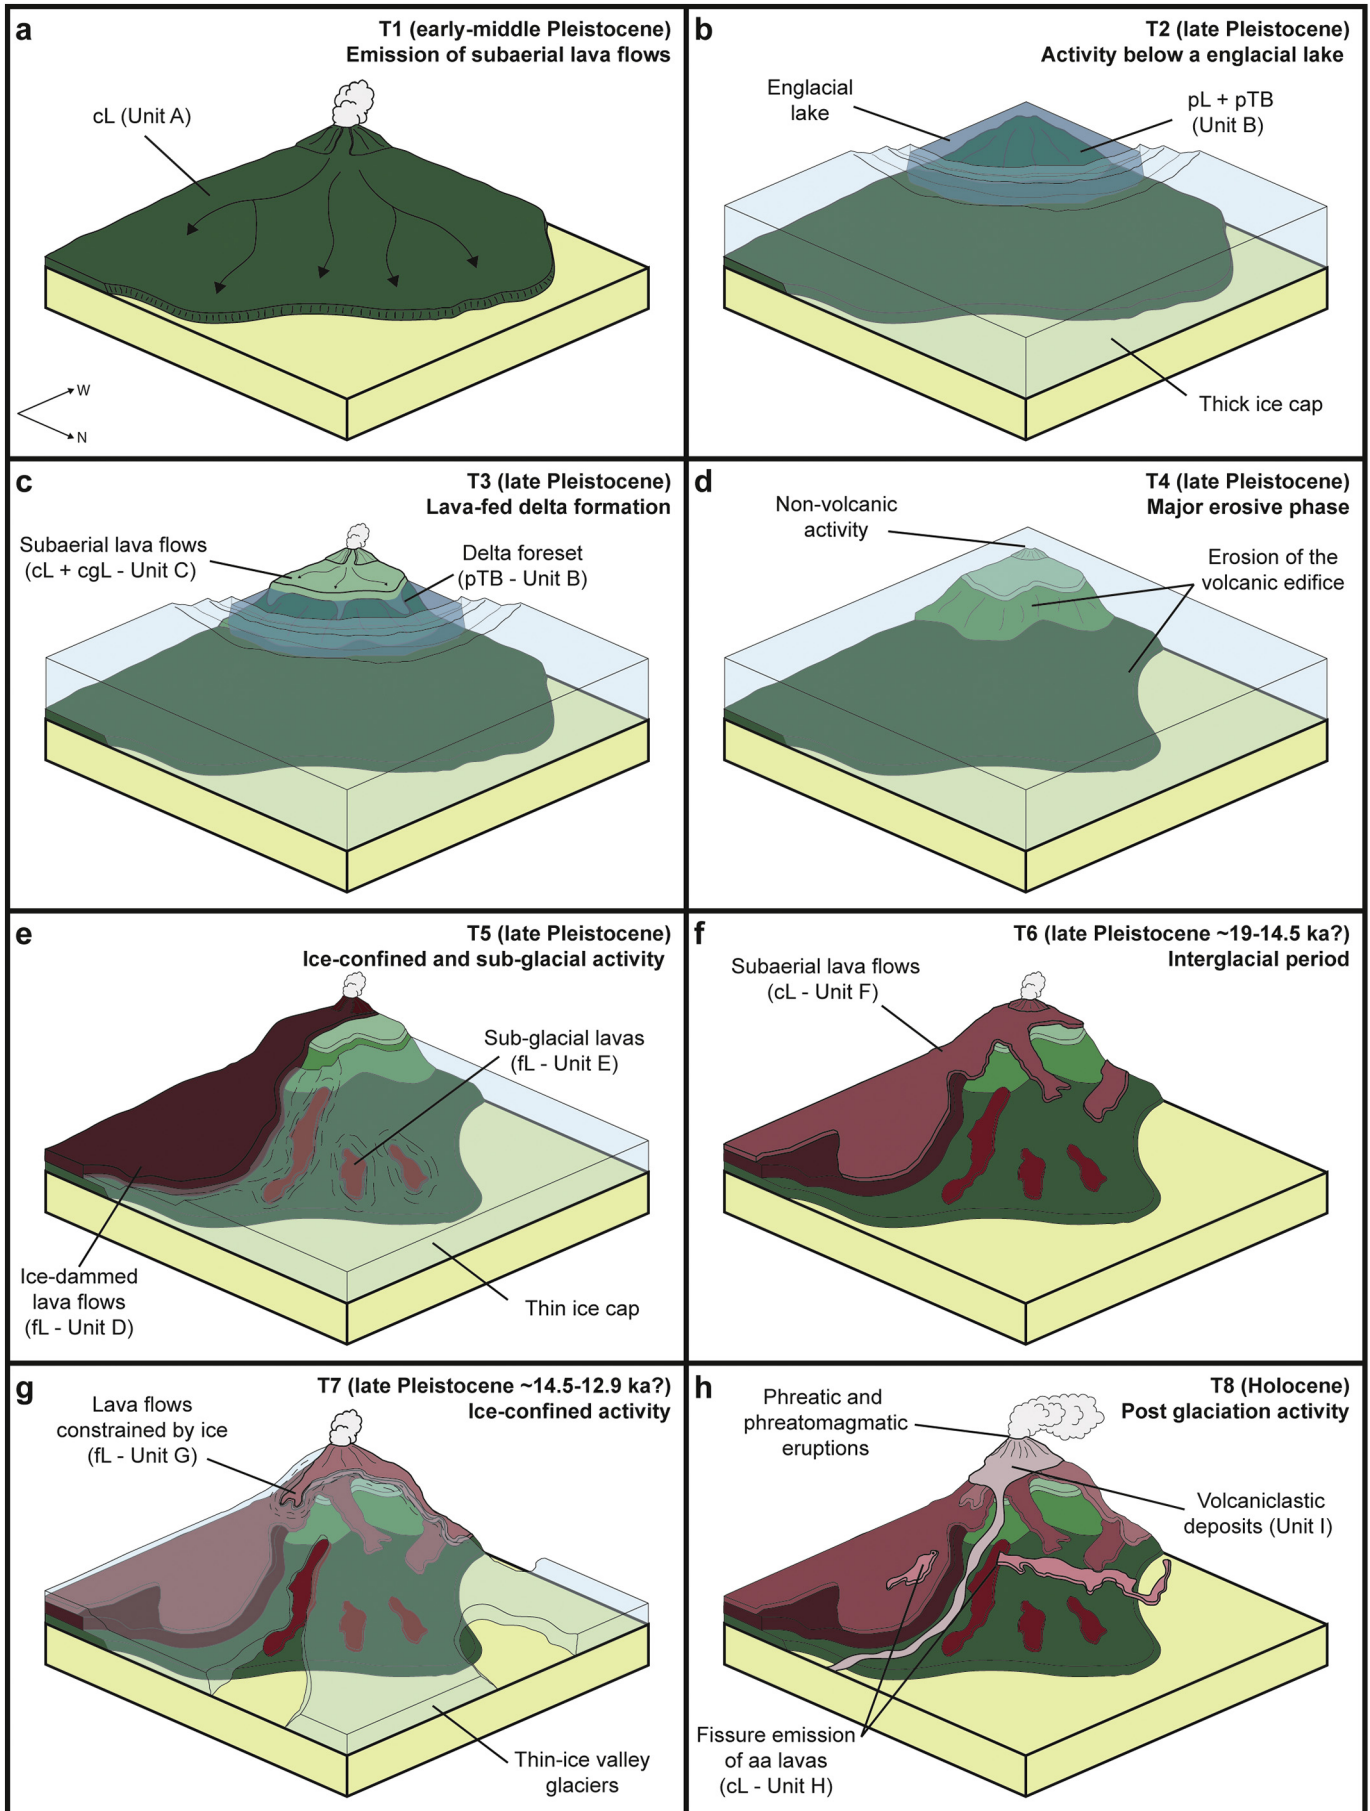 a
T1 (early-middle Pleistocene)
Emission of subaerial lava flows
cL (Unit A)
W
N
b
T2 (late Pleistocene)
Activity below a englacial lake
Englacial
lake
pL + pTB
(Unit B)
Thick ice cap
c
T3 (late Pleistocene)
Lava-fed delta formation
Subaerial lava flows
(cL + cgL - Unit C)
Delta foreset
(pTB - Unit B)
d
T4 (late Pleistocene)
Major erosive phase
Non-volcanic
activity
Erosion of the
volcanic edifice
e
T5 (late Pleistocene)
Ice-confined and sub-glacial activity
Sub-glacial lavas
(fL - Unit E)
Ice-dammed
lava flows
(fL - Unit D)
Thin ice cap
f
T6 (late Pleistocene ~19-14.5 ka?)
Interglacial period
Subaerial lava flows
(cL - Unit F)
g
T7 (late Pleistocene ~14.5-12.9 ka?)
Ice-confined activity
Lava flows
constrained by ice
(fL - Unit G)
Thin-ice valley
glaciers
h
T8 (Holocene)
Post glaciation activity
Phreatic and
phreatomagmatic
eruptions
Volcaniclastic
deposits (Unit I)
Fissure emission
of aa lavas
(cL - Unit H)